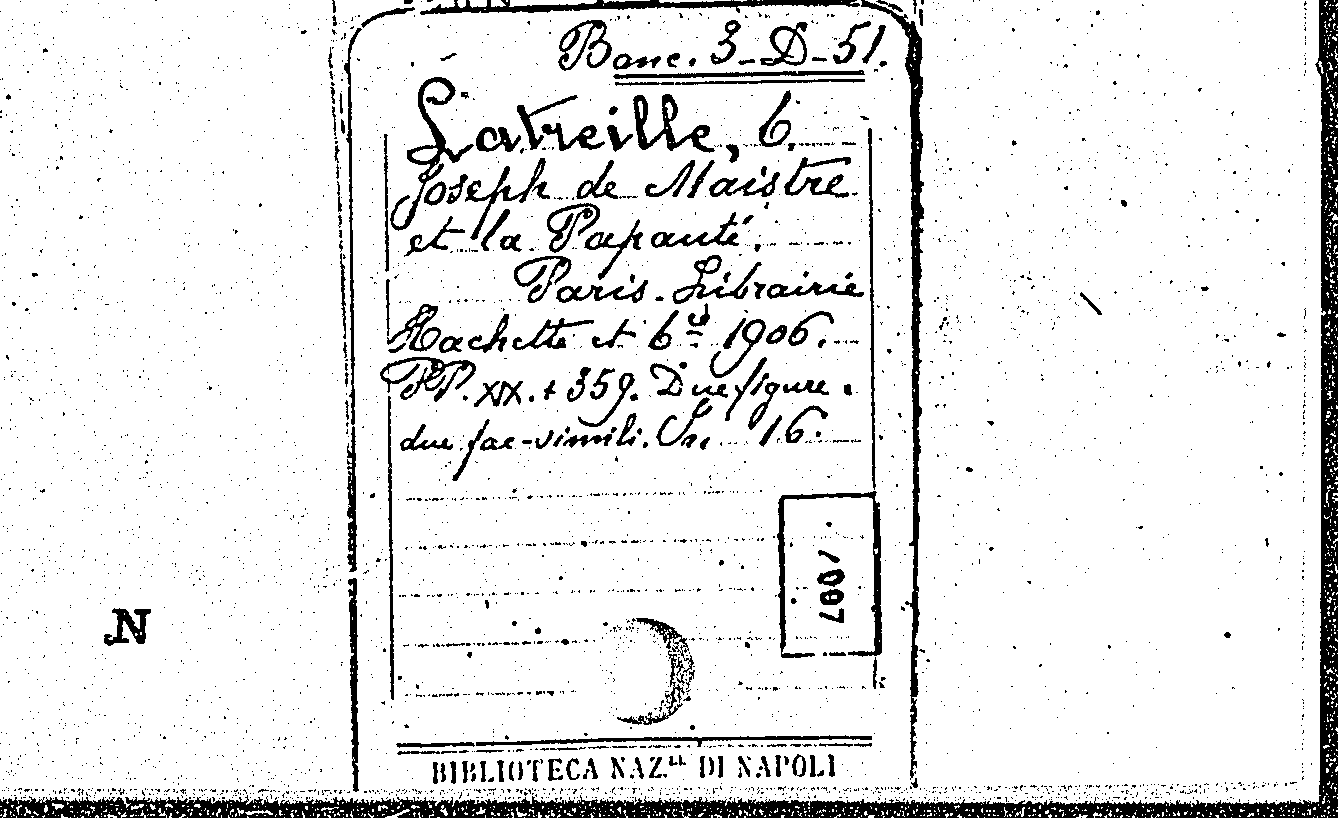 Banc. 3-D-51.
Latreille, C.
Joseph de Maistre
et la Papauté.
Paris. Librairie
Hachette et C.ie 1906.
PP. XX. + 359. Due figure.
due fac-simili. In 16.
N
BIBLIOTECA NAZ.LE DI NAPOLI